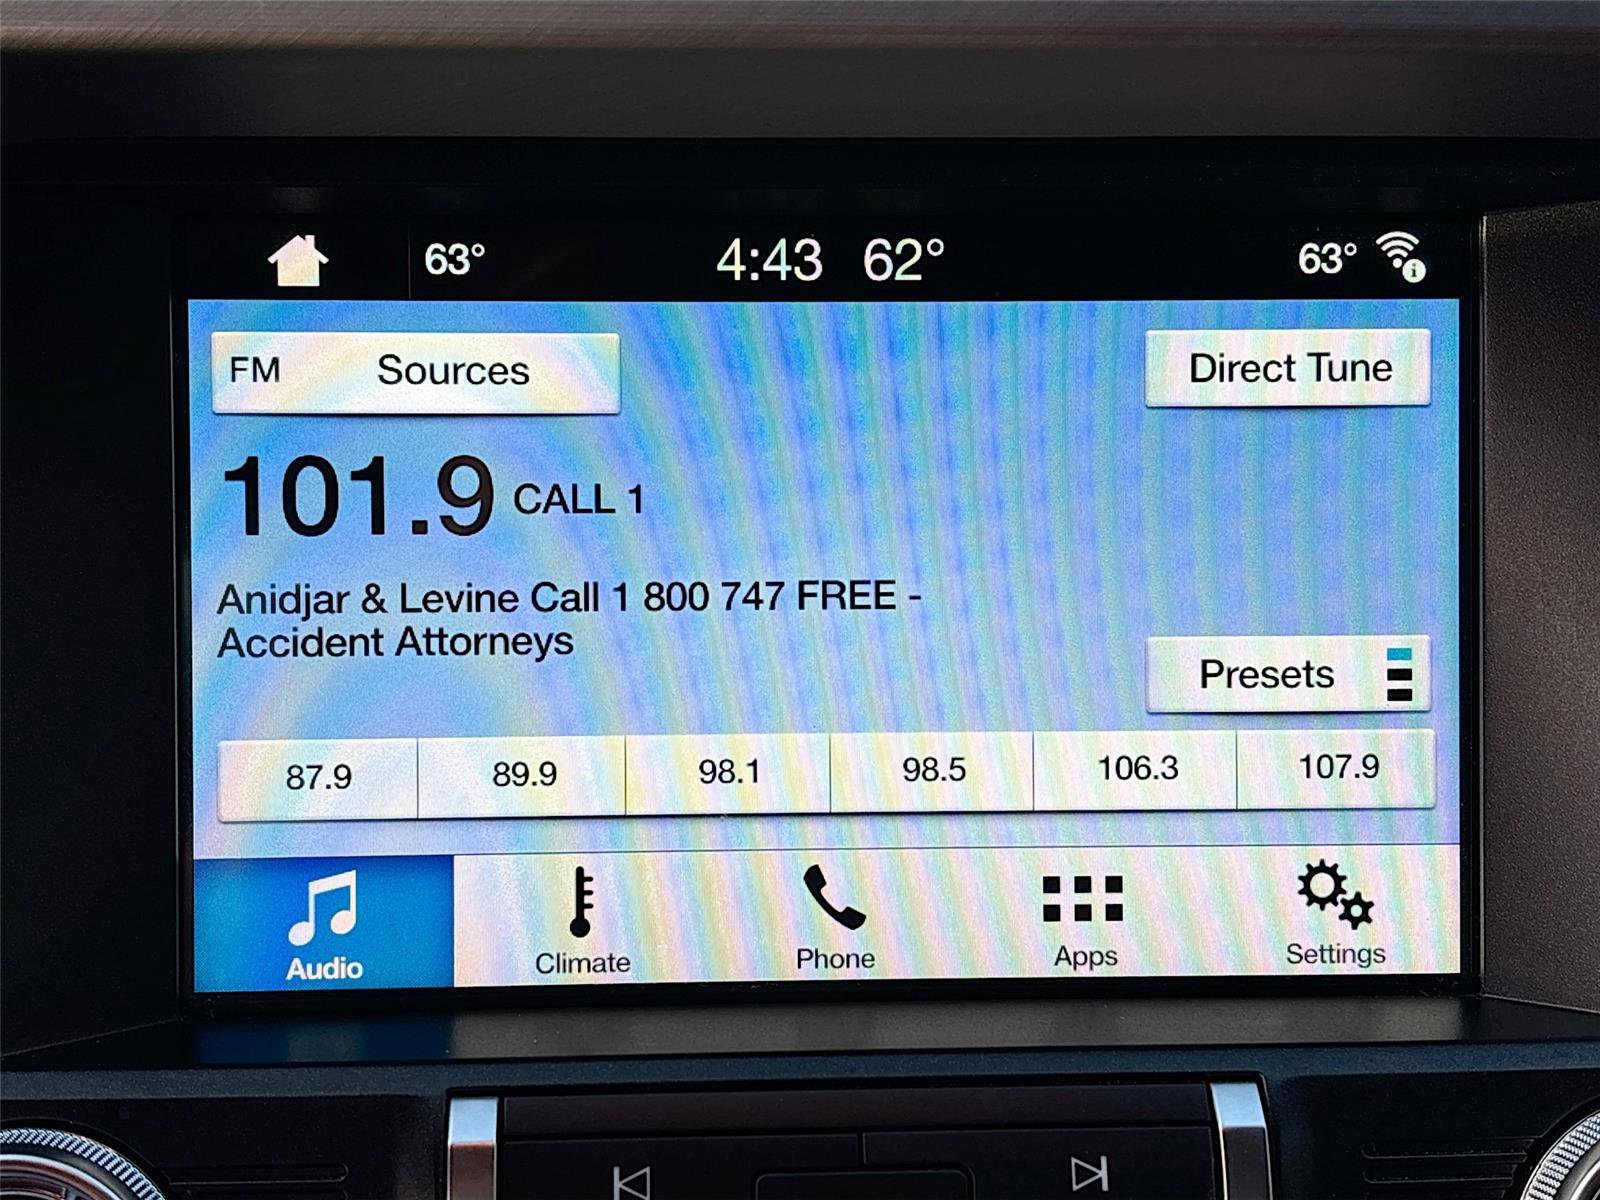 63° 4:43 62° 63°
FM Sources Direct Tune
101.9 CALL 1
Anidjar & Levine Call 1 800 747 FREE -
Accident Attorneys
Presets
87.9 89.9 98.1 98.5 106.3 107.9
Audio Climate Phone Apps Settings